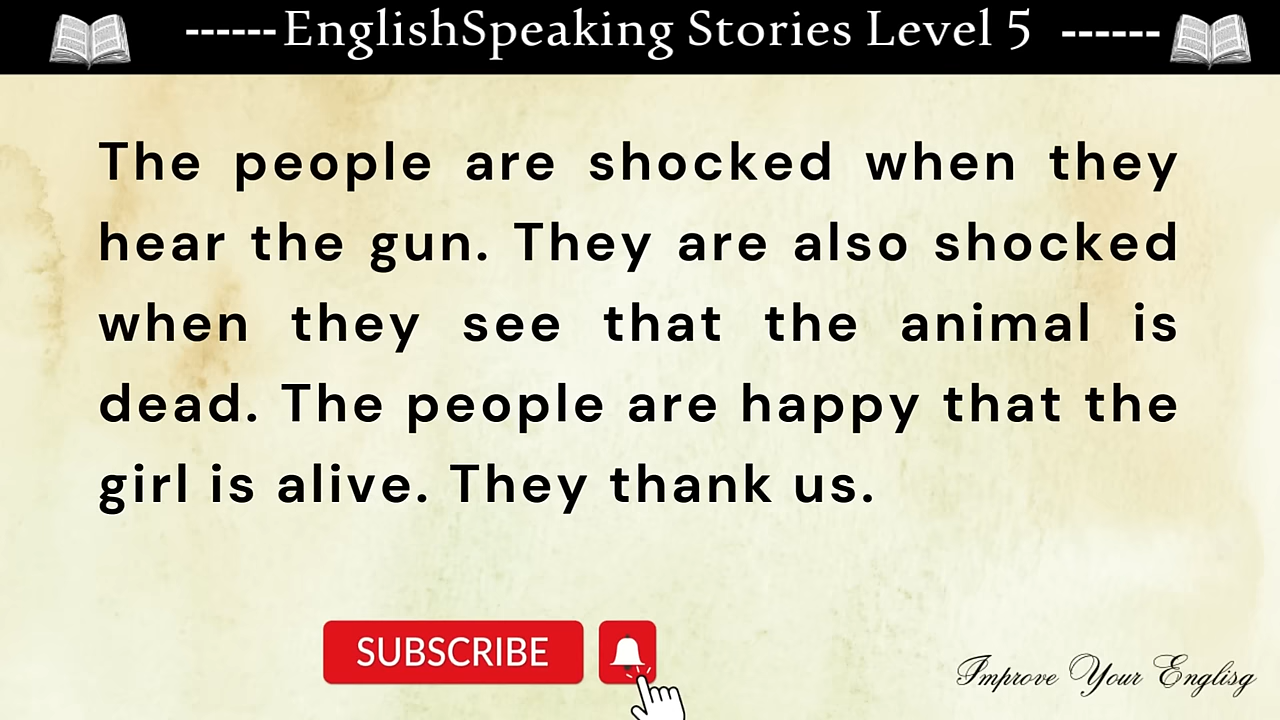 ------EnglishSpeaking Stories Level 5 ------
The people are shocked when they
hear the gun. They are also shocked
when they see that the animal is
dead. The people are happy that the
girl is alive. They thank us.
SUBSCRIBE
Improve Your Englisg